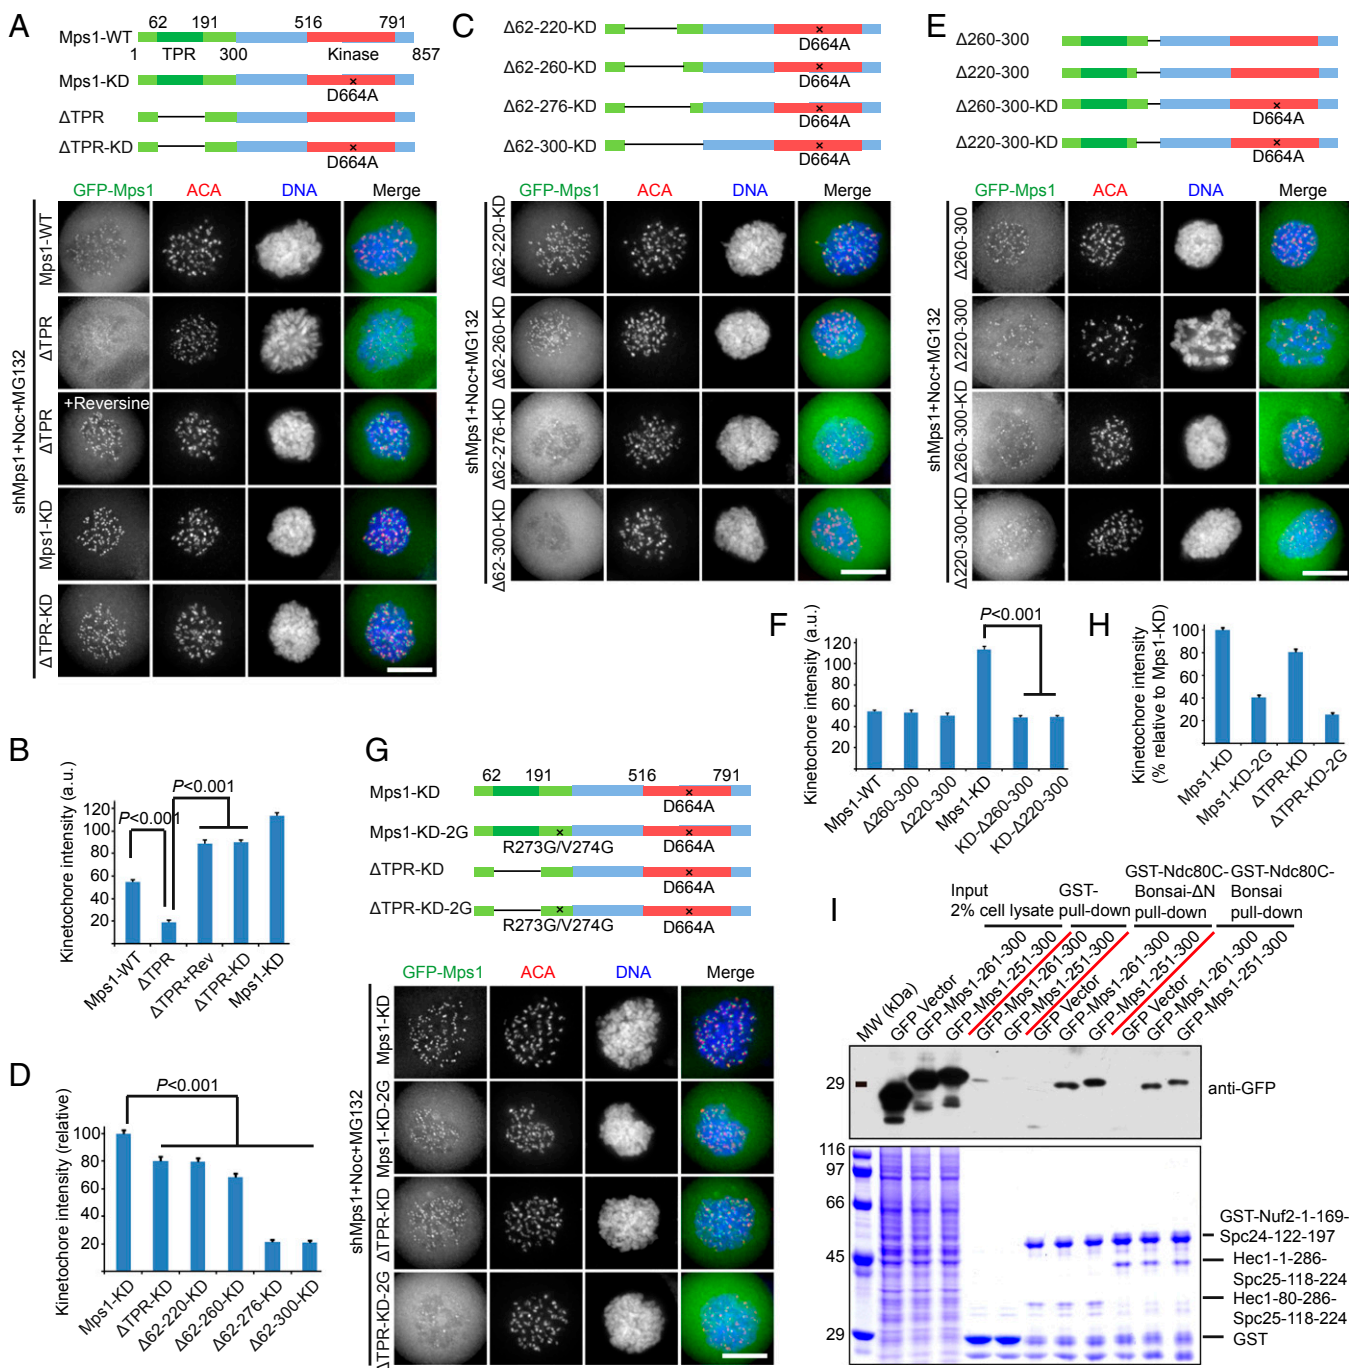 A
62 191 516 791
Mps1-WT
1 TPR 300 Kinase 857
Mps1-KD
D664A
ΔTPR
ΔTPR-KD
D664A
GFP-Mps1 ACA DNA Merge
shMps1+Noc+MG132
Mps1-WT
ΔTPR
+Reversine
ΔTPR
Mps1-KD
ΔTPR-KD
B
Kinetochore intensity (a.u.)
P<0.001
P<0.001
120
100
80
60
40
20
Mps1-WT
ΔTPR
ΔTPR+Rev
ΔTPR-KD
Mps1-KD
C
Δ62-220-KD
D664A
Δ62-260-KD
D664A
Δ62-276-KD
D664A
Δ62-300-KD
D664A
GFP-Mps1 ACA DNA Merge
shMps1+Noc+MG132
Δ62-220-KD
Δ62-260-KD
Δ62-276-KD
Δ62-300-KD
D
Kinetochore intensity (relative)
P<0.001
100
80
60
40
20
Mps1-KD
ΔTPR-KD
Δ62-220-KD
Δ62-260-KD
Δ62-276-KD
Δ62-300-KD
E
Δ260-300
Δ220-300
Δ260-300-KD
D664A
Δ220-300-KD
D664A
GFP-Mps1 ACA DNA Merge
shMps1+Noc+MG132
Δ260-300
Δ220-300
Δ260-300-KD
Δ220-300-KD
F
Kinetochore intensity (a.u.)
P<0.001
120
100
80
60
40
20
Mps1-WT
Δ260-300
Δ220-300
Mps1-KD
KD-Δ260-300
KD-Δ220-300
G
62 191 516 791
Mps1-KD
D664A
Mps1-KD-2G
R273G/V274G D664A
ΔTPR-KD
D664A
ΔTPR-KD-2G
R273G/V274G D664A
GFP-Mps1 ACA DNA Merge
shMps1+Noc+MG132
Mps1-KD
Mps1-KD-2G
ΔTPR-KD
ΔTPR-KD-2G
H
Kinetochore intensity
(% relative to Mps1-KD)
100
80
60
40
20
Mps1-KD
Mps1-KD-2G
ΔTPR-KD
ΔTPR-KD-2G
I
Input
2% cell lysate
GST-
pull-down
GST-Ndc80C-
Bonsai-ΔN
pull-down
GST-Ndc80C-
Bonsai
pull-down
MW (KDa)
GFP Vector
GFP-Mps1-261-300
GFP-Mps1-251-300
GFP-Mps1-261-300
GFP-Mps1-251-300
GFP Vector
GFP-Mps1-261-300
GFP-Mps1-251-300
GFP Vector
GFP-Mps1-261-300
GFP-Mps1-251-300
29
anti-GFP
116
97
66
45
29
GST-Nuf2-1-169-
Spc24-122-197
Hec1-1-286-
Spc25-118-224
Hec1-80-286-
Spc25-118-224
GST